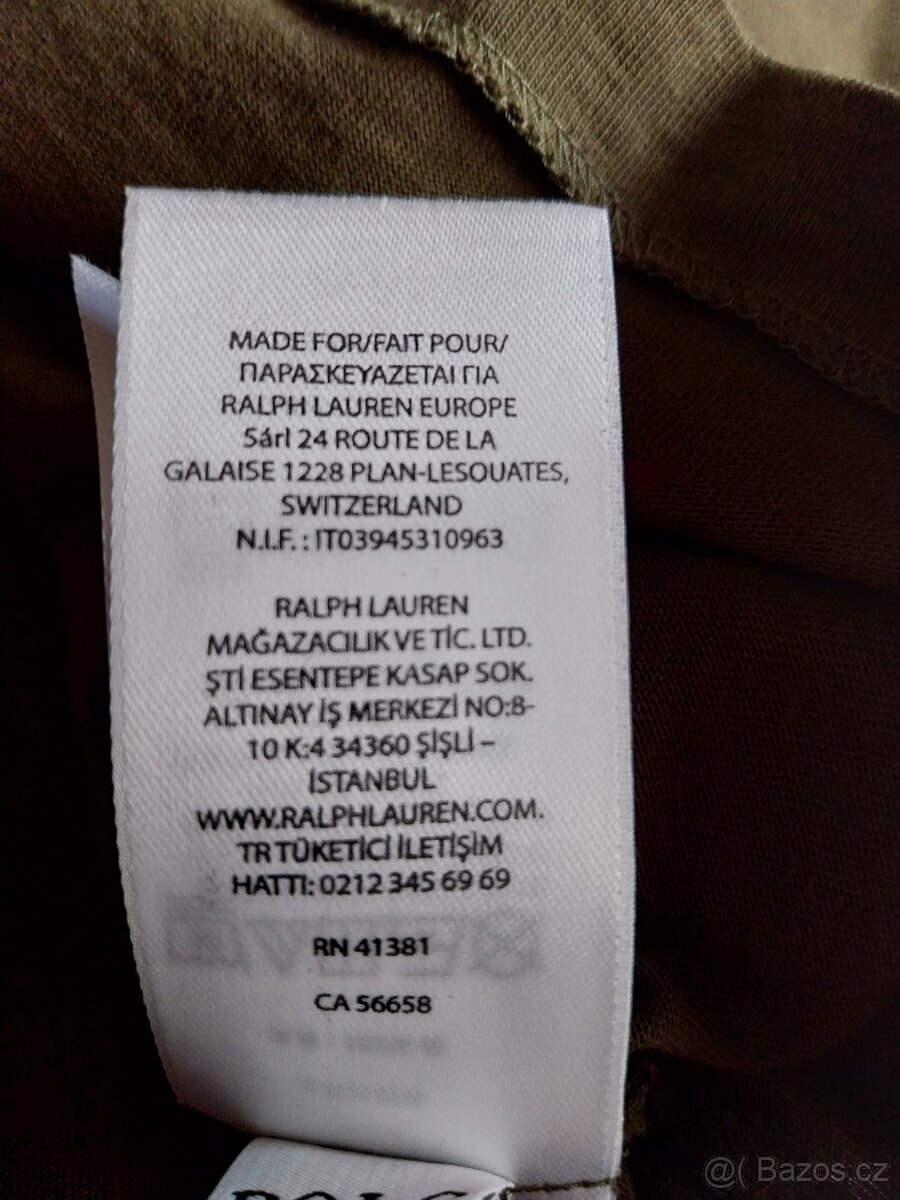 MADE FOR/FAIT POUR/
ΠΑΡΑΣΚΕΥΑΖΕΤΑΙ ΓΙΑ
RALPH LAUREN EUROPE
Sárl 24 ROUTE DE LA
GALAISE 1228 PLAN-LESOUATES,
SWITZERLAND
N.I.F. : IT03945310963
RALPH LAUREN
MAĞAZACILIK VE TİC. LTD.
ŞTİ ESENTEPE KASAP SOK.
ALTINAY İŞ MERKEZİ NO:8-
10 K:4 34360 ŞİŞLİ –
İSTANBUL
WWW.RALPHLAUREN.COM.
TR TÜKETİCİ İLETİŞİM
HATTI: 0212 345 69 69
RN 41381
CA 56658
@( Bazos.cz